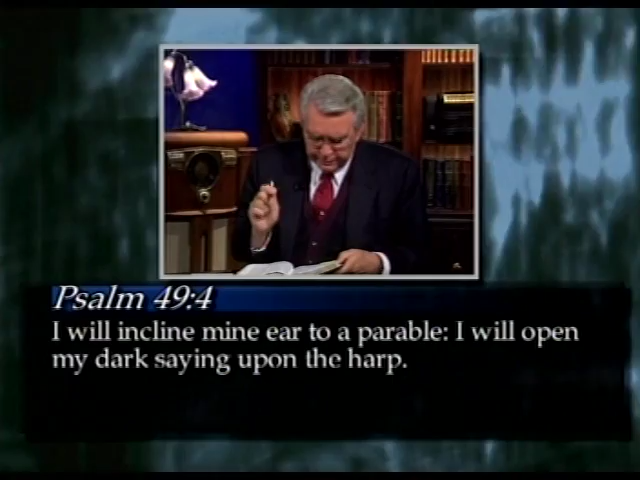 Psalm 49:4
I will incline mine ear to a parable: I will open
my dark saying upon the harp.